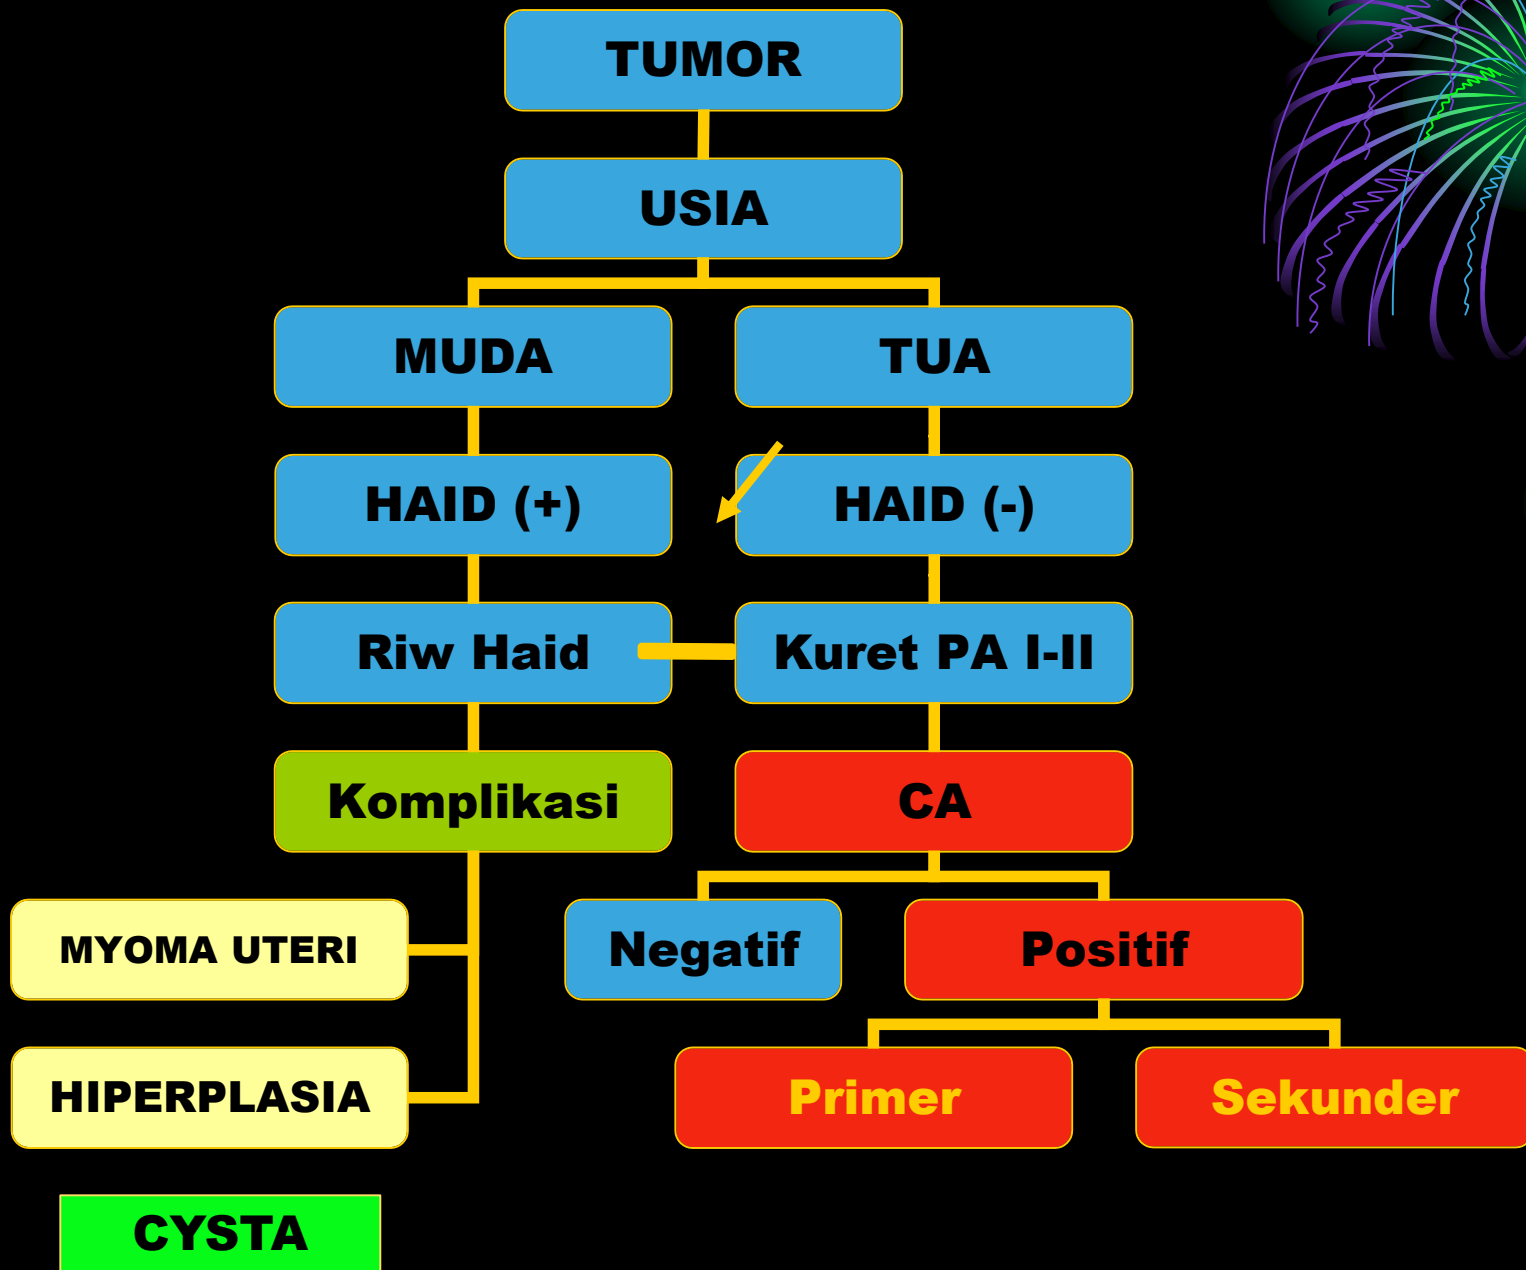 TUMOR
USIA
MUDA
TUA
HAID (+)
HAID (-)
Riw Haid
Kuret PA I-II
Komplikasi
CA
MYOMA UTERI
Negatif
Positif
HIPERPLASIA
Primer
Sekunder
CYSTA